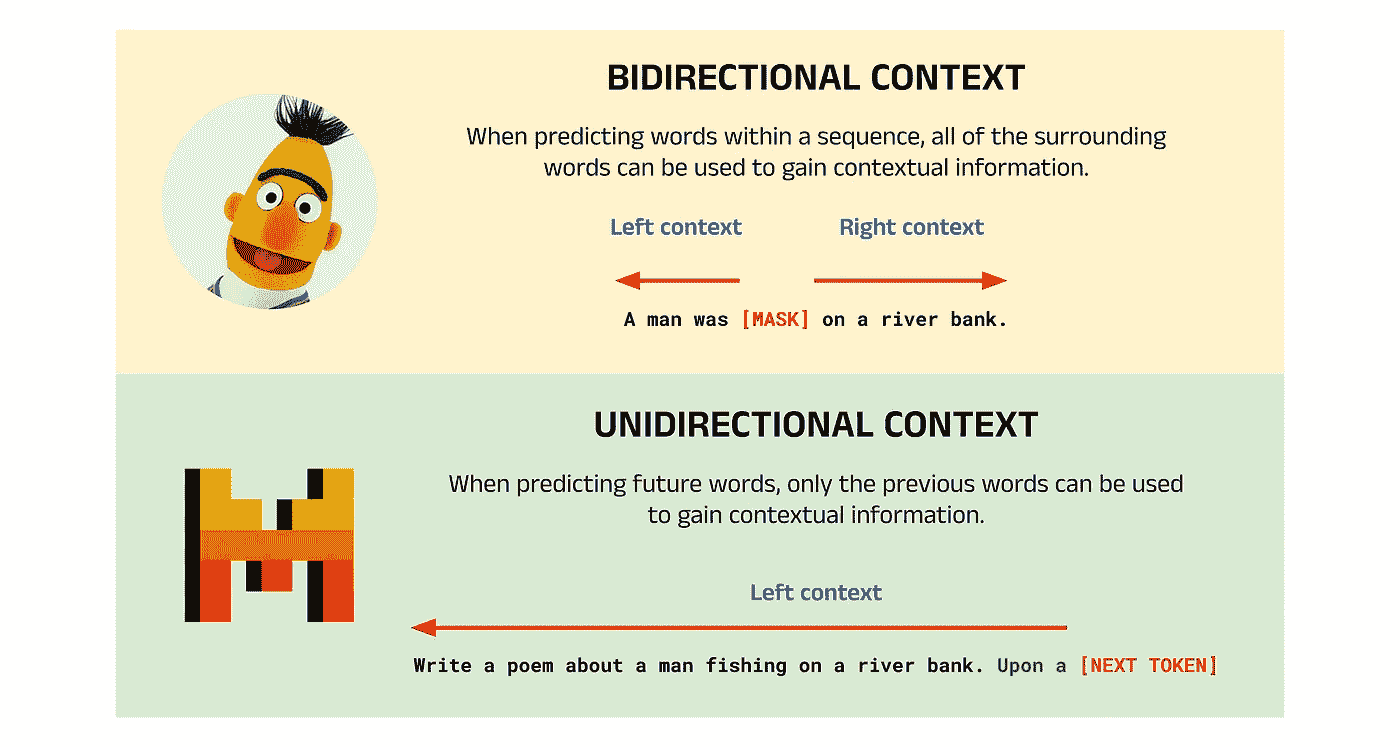 BIDIRECTIONAL CONTEXT
When predicting words within a sequence, all of the surrounding
words can be used to gain contextual information.
Left context Right context
A man was [MASK] on a river bank.
UNIDIRECTIONAL CONTEXT
When predicting future words, only the previous words can be used
to gain contextual information.
Left context
Write a poem about a man fishing on a river bank. Upon a [NEXT TOKEN]